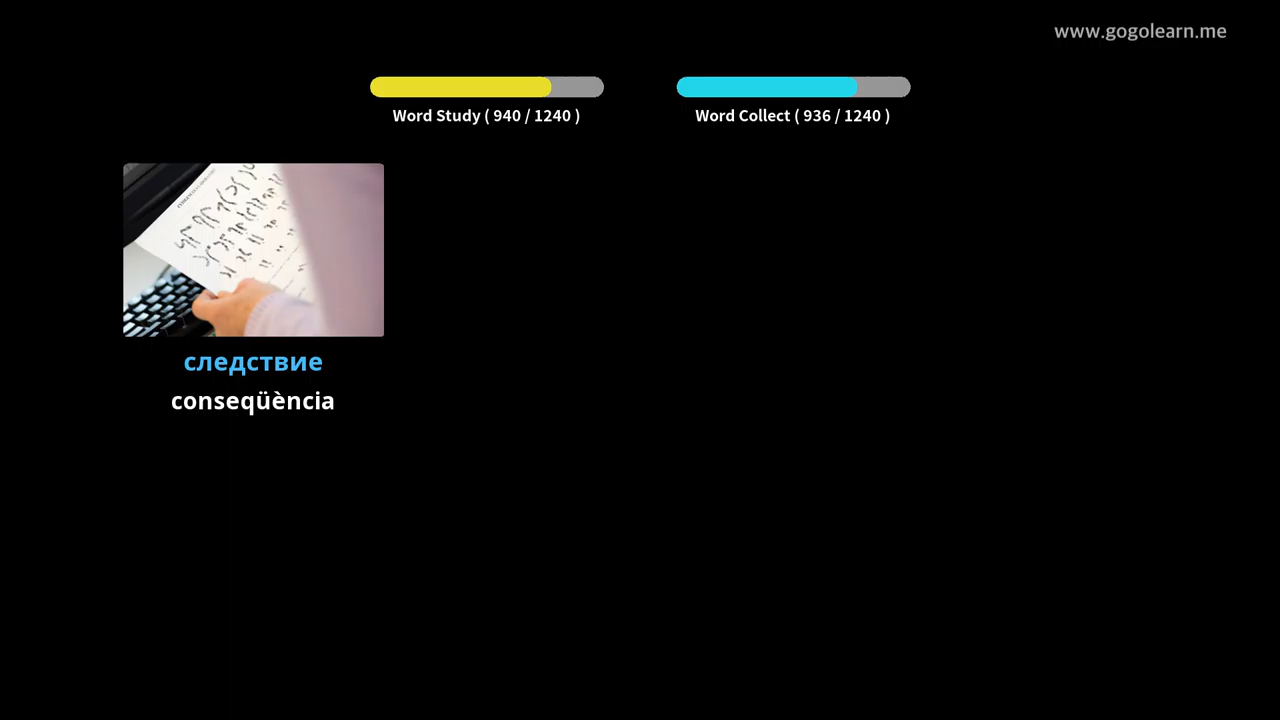 www.gogolearn.me
Word Study ( 940 / 1240 )
Word Collect ( 936 / 1240 )
следствие
conseqüència